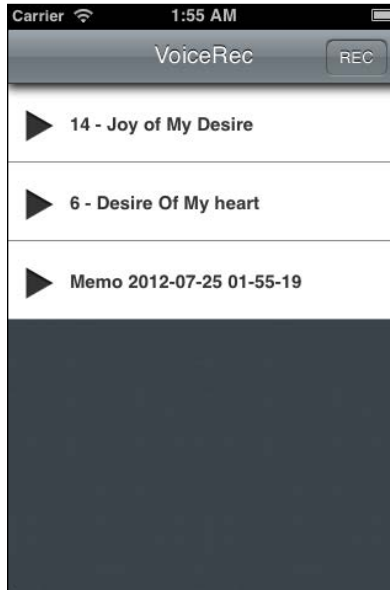 Carrier 1:55 AM
VoiceRec REC
14 - Joy of My Desire
6 - Desire Of My heart
Memo 2012-07-25 01-55-19